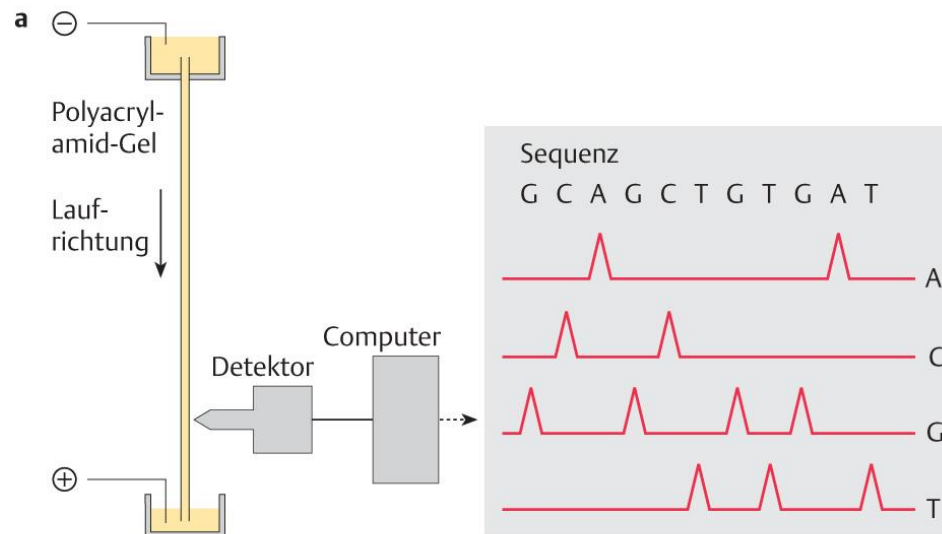 a
−
Polyacryl-
amid-Gel
Lauf-
richtung
Detektor
Computer
+
Sequenz
G C A G C T G T G A T
A
C
G
T